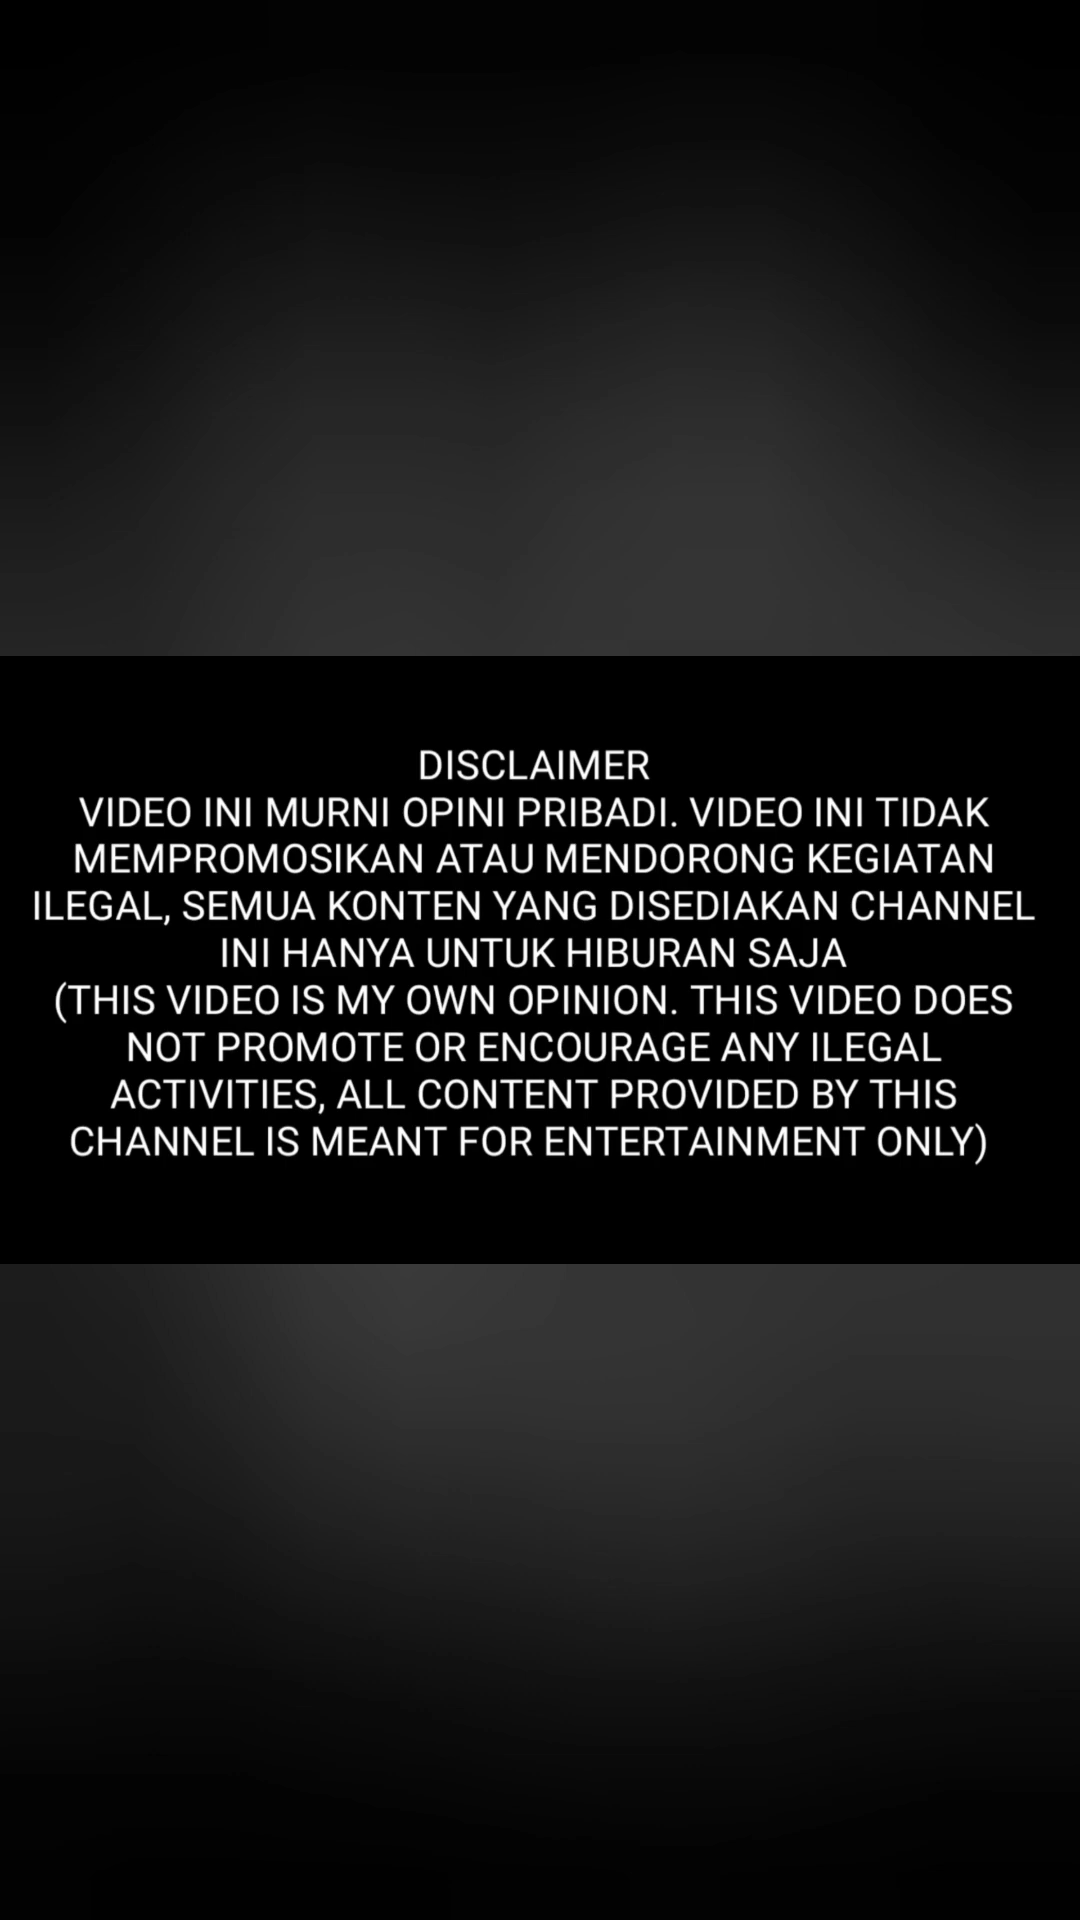 DISCLAIMER
VIDEO INI MURNI OPINI PRIBADI. VIDEO INI TIDAK
MEMPROMOSIKAN ATAU MENDORONG KEGIATAN
ILEGAL, SEMUA KONTEN YANG DISEDIAKAN CHANNEL
INI HANYA UNTUK HIBURAN SAJA
(THIS VIDEO IS MY OWN OPINION. THIS VIDEO DOES
NOT PROMOTE OR ENCOURAGE ANY ILEGAL
ACTIVITIES, ALL CONTENT PROVIDED BY THIS
CHANNEL IS MEANT FOR ENTERTAINMENT ONLY)